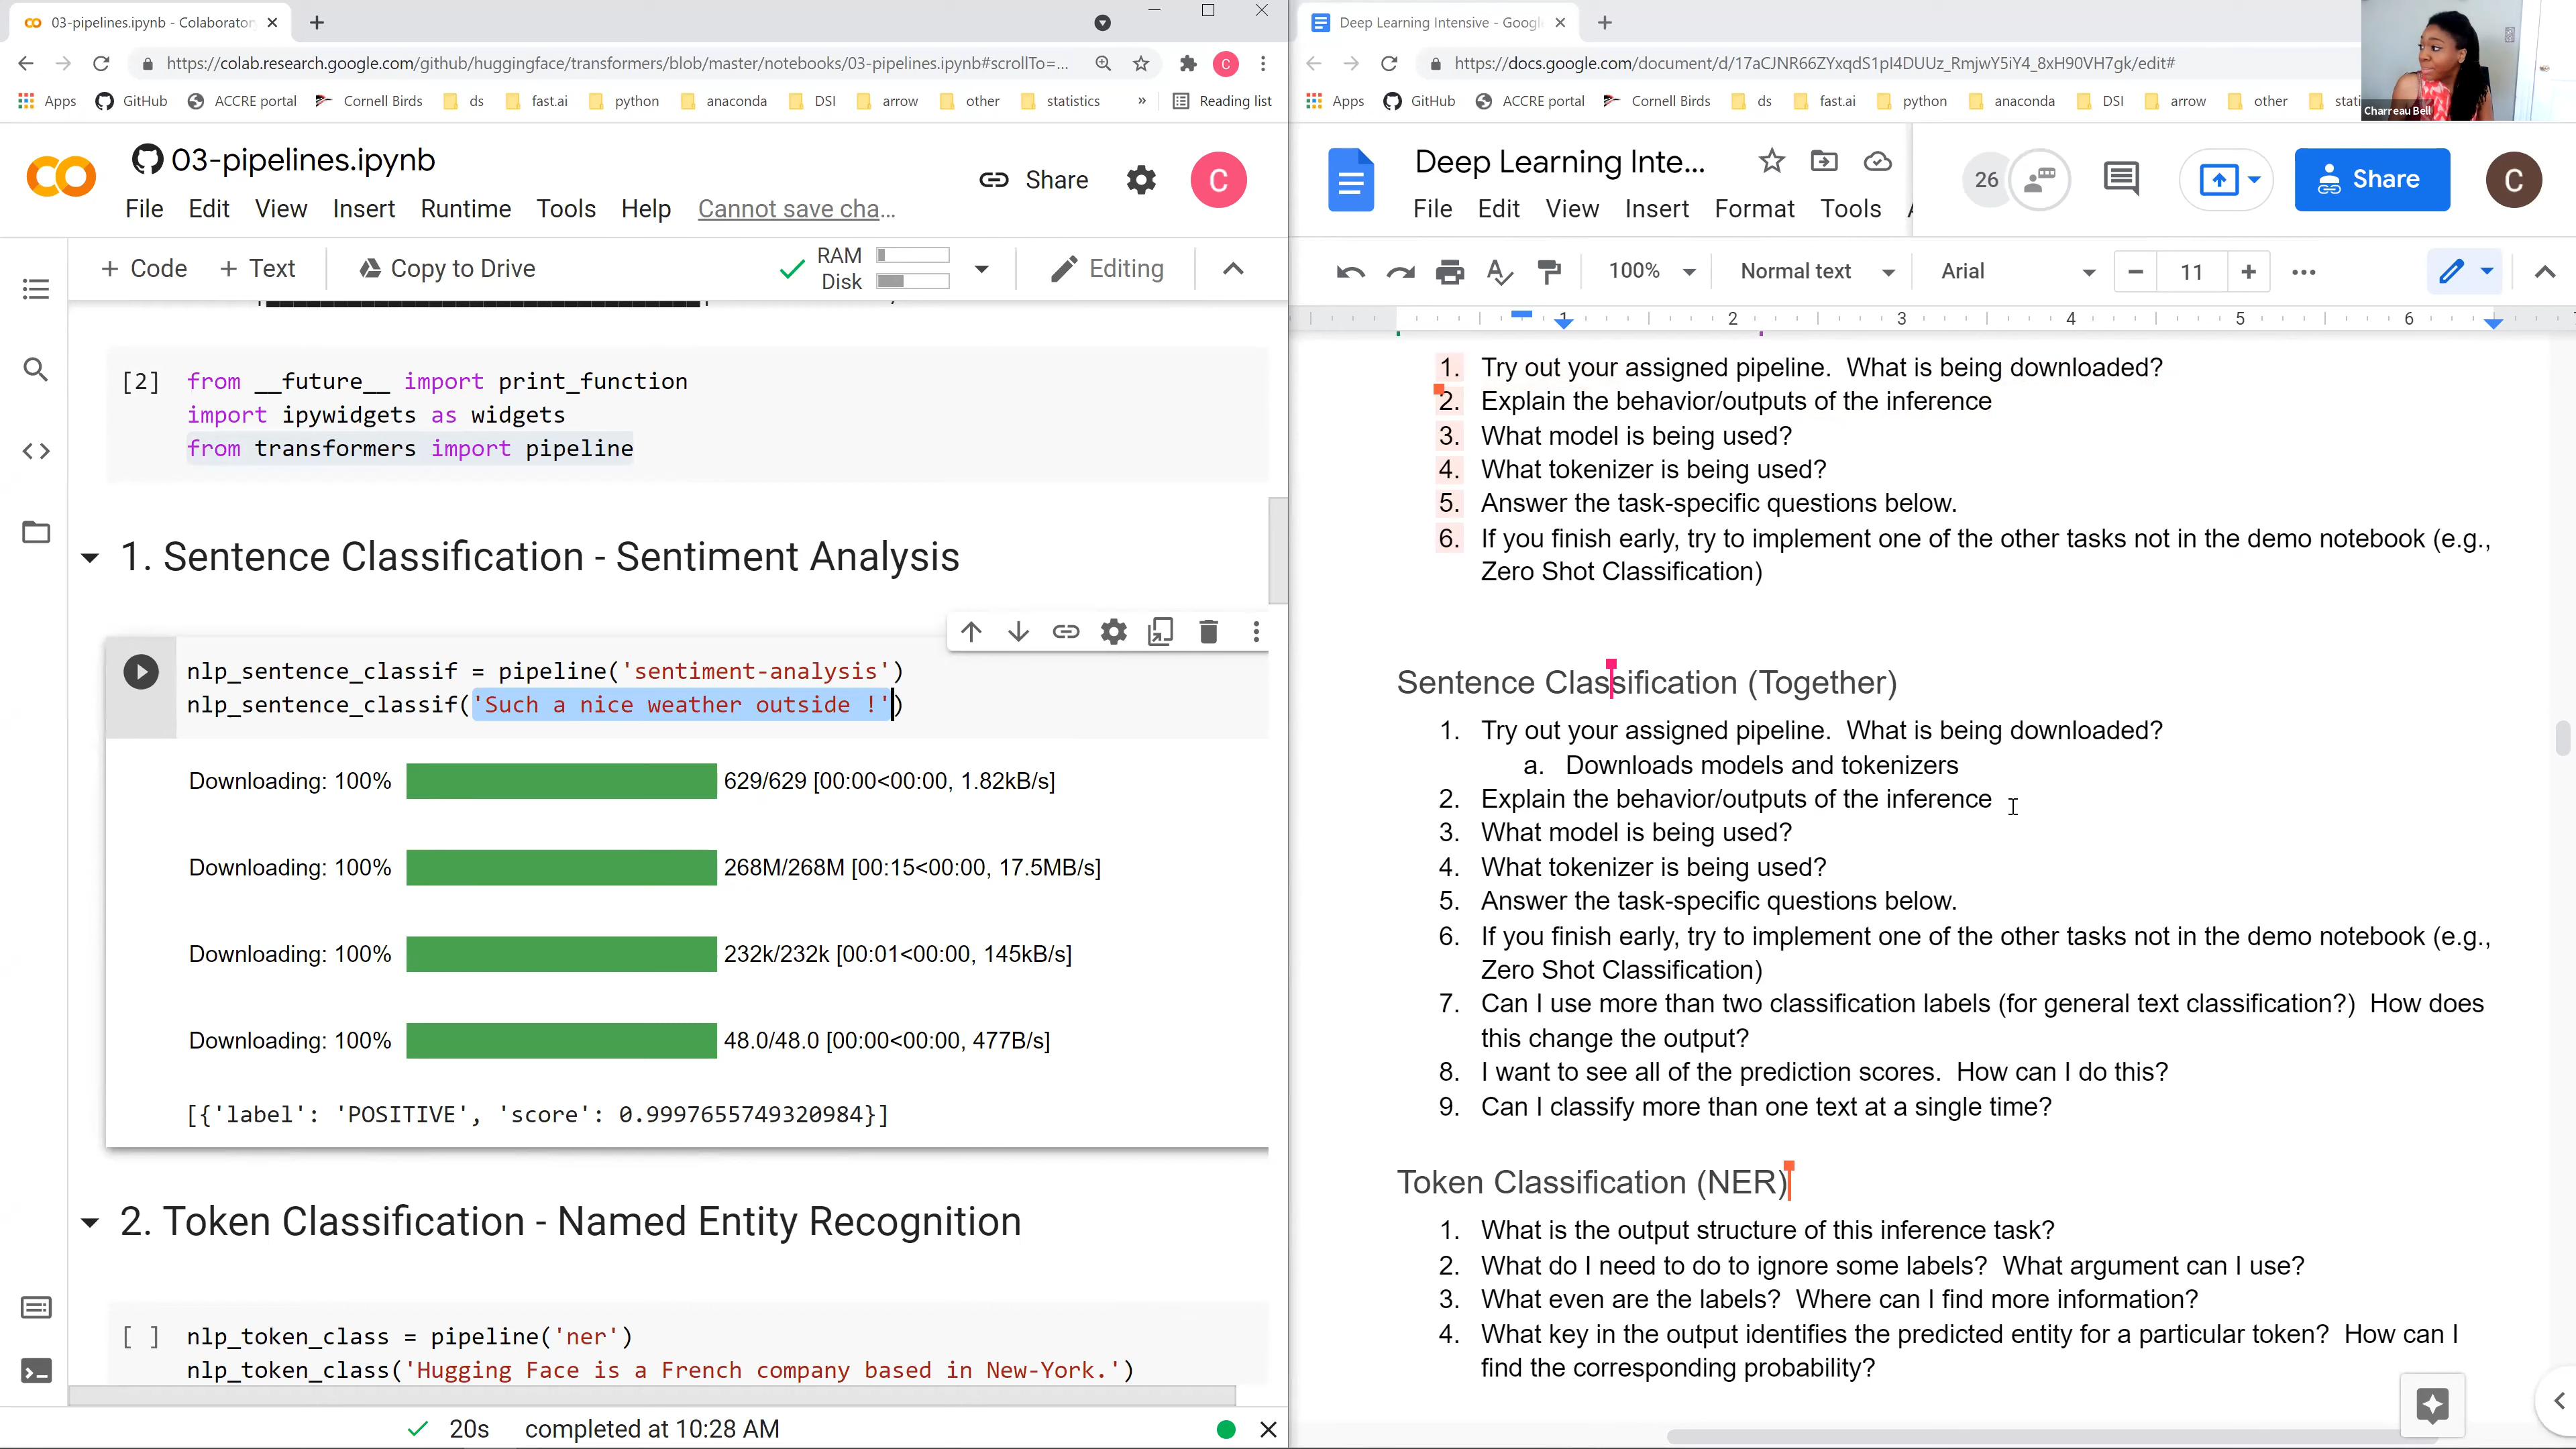 03-pipelines.ipynb - Colaborator
https://colab.research.google.com/github/huggingface/transformers/blob/master/notebooks/03-pipelines.ipynb#scrollTo=...
Apps GitHub ACCRE portal Cornell Birds ds fast.ai python anaconda DSI arrow other statistics » Reading list
03-pipelines.ipynb
Share
C
File Edit View Insert Runtime Tools Help Cannot save cha...
+ Code + Text Copy to Drive RAM Disk Editing
[2] from __future__ import print_function
import ipywidgets as widgets
from transformers import pipeline
1. Sentence Classification - Sentiment Analysis
nlp_sentence_classif = pipeline('sentiment-analysis')
nlp_sentence_classif('Such a nice weather outside !')
Downloading: 100% 629/629 [00:00<00:00, 1.82kB/s]
Downloading: 100% 268M/268M [00:15<00:00, 17.5MB/s]
Downloading: 100% 232k/232k [00:01<00:00, 145kB/s]
Downloading: 100% 48.0/48.0 [00:00<00:00, 477B/s]
[{'label': 'POSITIVE', 'score': 0.9997655749320984}]
2. Token Classification - Named Entity Recognition
[ ] nlp_token_class = pipeline('ner')
nlp_token_class('Hugging Face is a French company based in New-York.')
20s completed at 10:28 AM
Deep Learning Intensive - Googl
https://docs.google.com/document/d/17aCJNR66ZYxqdS1pI4DUUz_RmjwY5iY4_8xH90VH7gk/edit#
Apps GitHub ACCRE portal Cornell Birds ds fast.ai python anaconda DSI arrow other stati
Charreau Bell
Deep Learning Inte...
26
Share
C
File Edit View Insert Format Tools
100% Normal text Arial 11
1 2 3 4 5 6
1. Try out your assigned pipeline. What is being downloaded?
2. Explain the behavior/outputs of the inference
3. What model is being used?
4. What tokenizer is being used?
5. Answer the task-specific questions below.
6. If you finish early, try to implement one of the other tasks not in the demo notebook (e.g.,
Zero Shot Classification)
Sentence Classification (Together)
1. Try out your assigned pipeline. What is being downloaded?
a. Downloads models and tokenizers
2. Explain the behavior/outputs of the inference
3. What model is being used?
4. What tokenizer is being used?
5. Answer the task-specific questions below.
6. If you finish early, try to implement one of the other tasks not in the demo notebook (e.g.,
Zero Shot Classification)
7. Can I use more than two classification labels (for general text classification?) How does
this change the output?
8. I want to see all of the prediction scores. How can I do this?
9. Can I classify more than one text at a single time?
Token Classification (NER)
1. What is the output structure of this inference task?
2. What do I need to do to ignore some labels? What argument can I use?
3. What even are the labels? Where can I find more information?
4. What key in the output identifies the predicted entity for a particular token? How can I
find the corresponding probability?